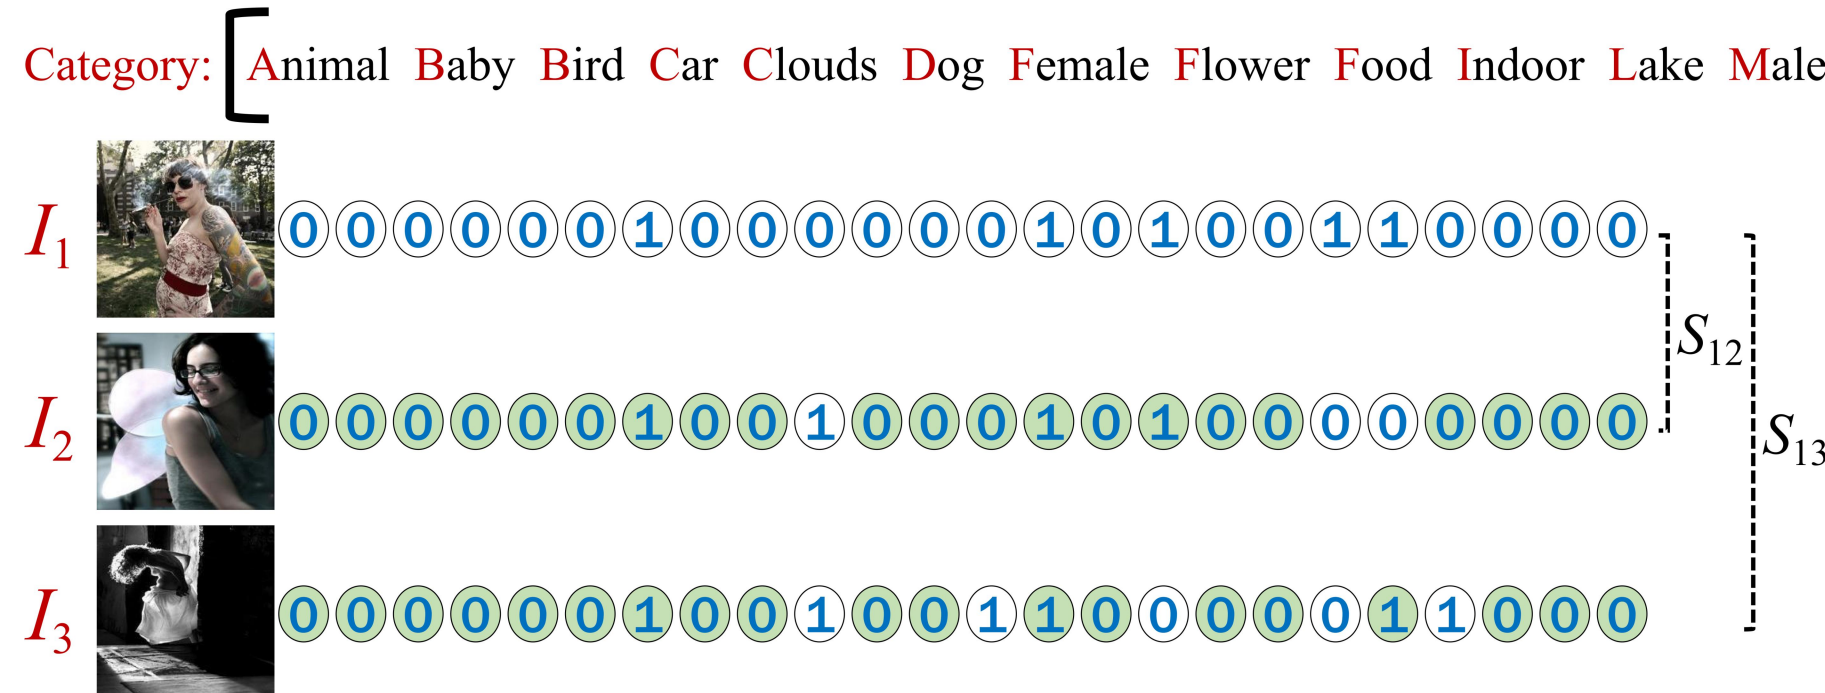 Category: [ Animal Baby Bird Car Clouds Dog Female Flower Food Indoor Lake Male
I1 0 0 0 0 0 0 1 0 0 0 0 0 0 1 0 1 0 0 1 1 0 0 0 0
S12
I2 0 0 0 0 0 0 1 0 0 1 0 0 0 1 0 1 0 0 0 0 0 0 0 0
S13
I3 0 0 0 0 0 0 1 0 0 1 0 0 1 1 0 0 0 0 0 1 1 0 0 0